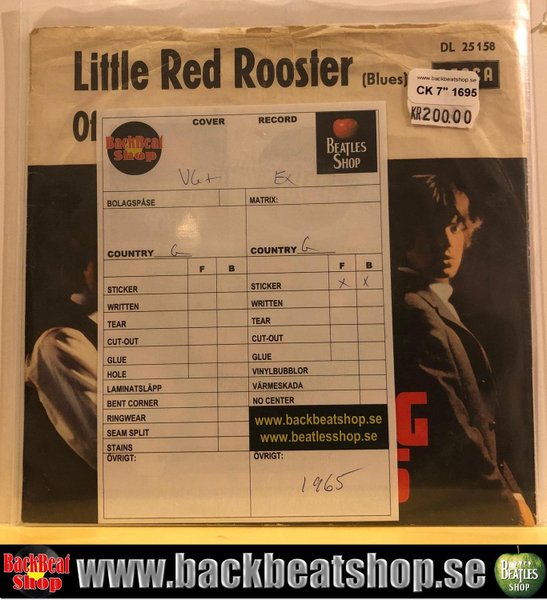 DL 25158
Little Red Rooster (Blues)
www.backbeatshop.se
CK 7" 1695
KR200.00
Of
COVER RECORD
BackBeat
Shop
BEATLES
SHOP
VG+ Ex
BOLAGSPÅSE MATRIX:
COUNTRY G COUNTRY G
F B F B
STICKER STICKER X X
WRITTEN WRITTEN
TEAR TEAR
CUT-OUT CUT-OUT
GLUE GLUE
HOLE VINYLBUBBLOR
LAMINATSLÄPP VÄRMESKADA
BENT CORNER NO CENTER
RINGWEAR
SEAM SPLIT
STAINS
www.backbeatshop.se
www.beatlesshop.se
ÖVRIGT: ÖVRIGT:
1965
G
S
BackBeat
Shop
www.backbeatshop.se
BEATLES
SHOP